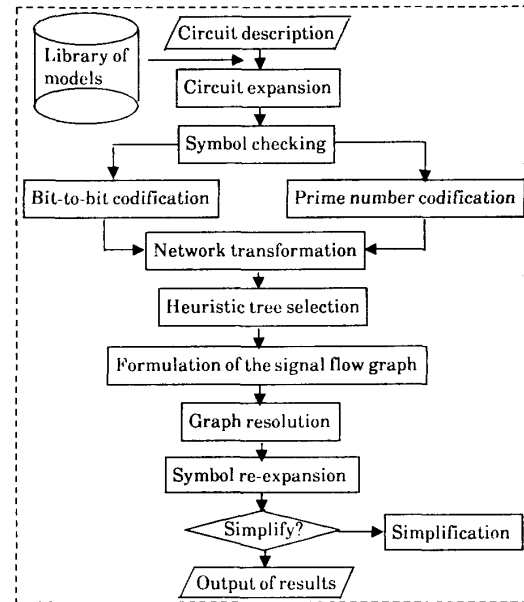 Circuit description
Library of
models
Circuit expansion
Symbol checking
Bit-to-bit codification
Prime number codification
Network transformation
Heuristic tree selection
Formulation of the signal flow graph
Graph resolution
Symbol re-expansion
Simplify?
Simplification
Output of results